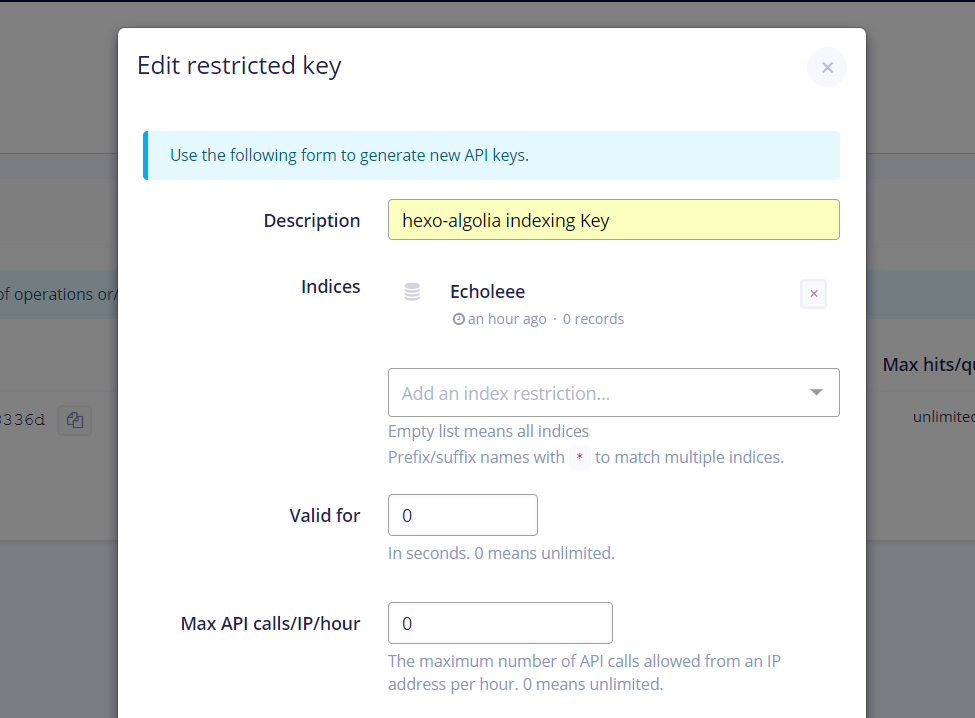 Edit restricted key
×
Use the following form to generate new API keys.
Description
hexo-algolia indexing Key
Indices
Echoleee
×
an hour ago · 0 records
of operations or/
Max hits/qu
Add an index restriction...
336d
unlimited
Empty list means all indices
Prefix/suffix names with * to match multiple indices.
Valid for
0
In seconds. 0 means unlimited.
Max API calls/IP/hour
0
The maximum number of API calls allowed from an IP
address per hour. 0 means unlimited.